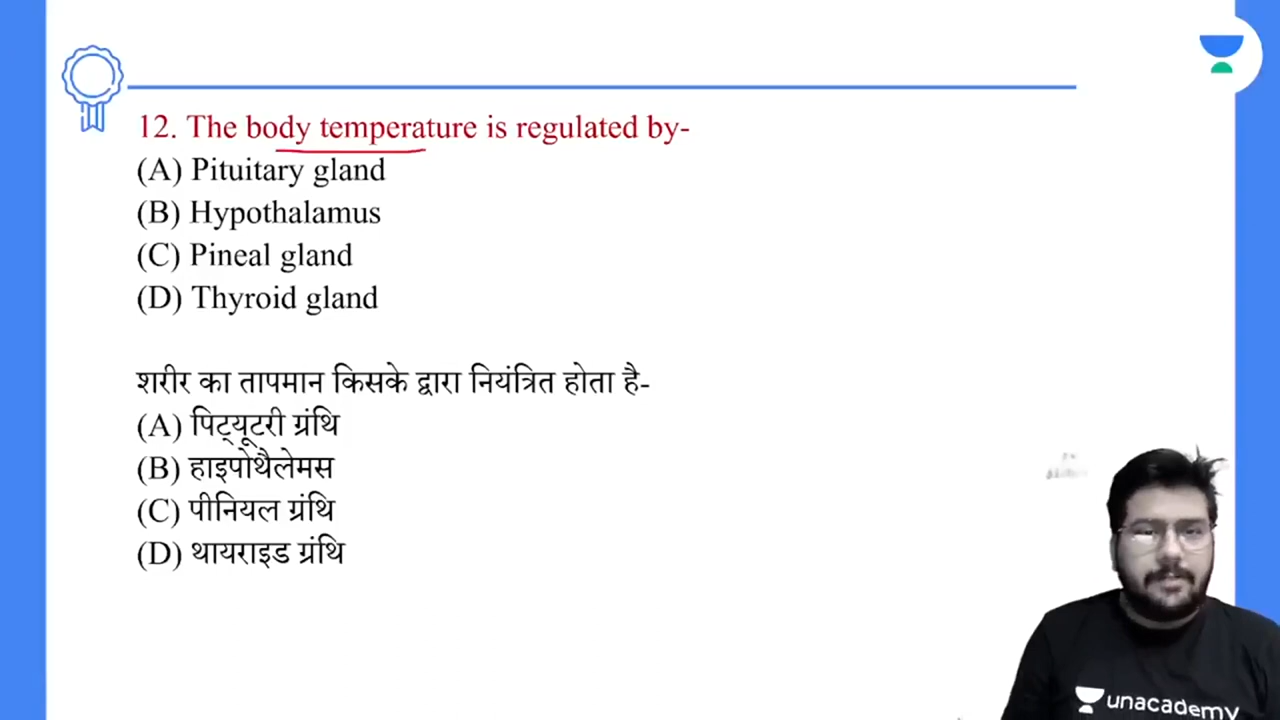 12. The body temperature is regulated by-
(A) Pituitary gland
(B) Hypothalamus
(C) Pineal gland
(D) Thyroid gland
शरीर का तापमान किसके द्वारा नियंत्रित होता है-
(A) पिट्यूटरी ग्रंथि
(B) हाइपोथैलेमस
(C) पीनियल ग्रंथि
(D) थायराइड ग्रंथि
unacademy